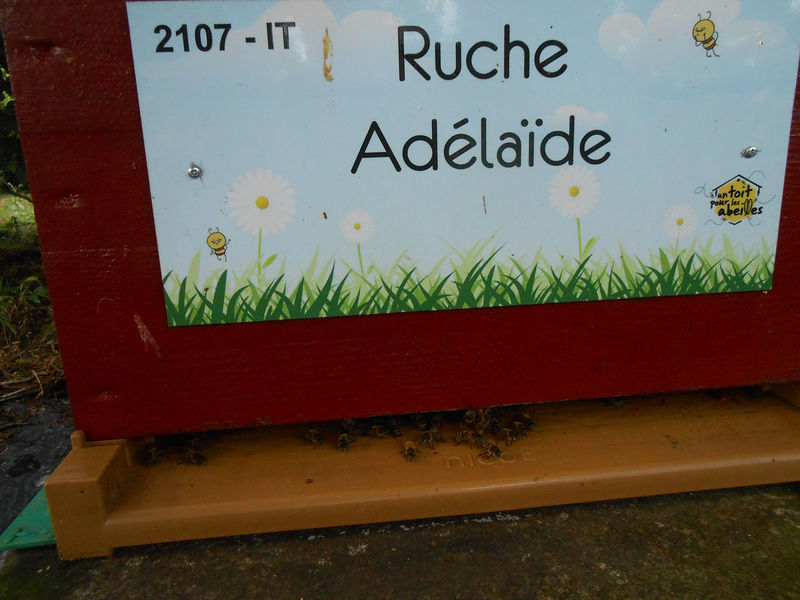 2107 - IT
Ruche
Adélaïde
un toit
pour les
abeilles
nicot